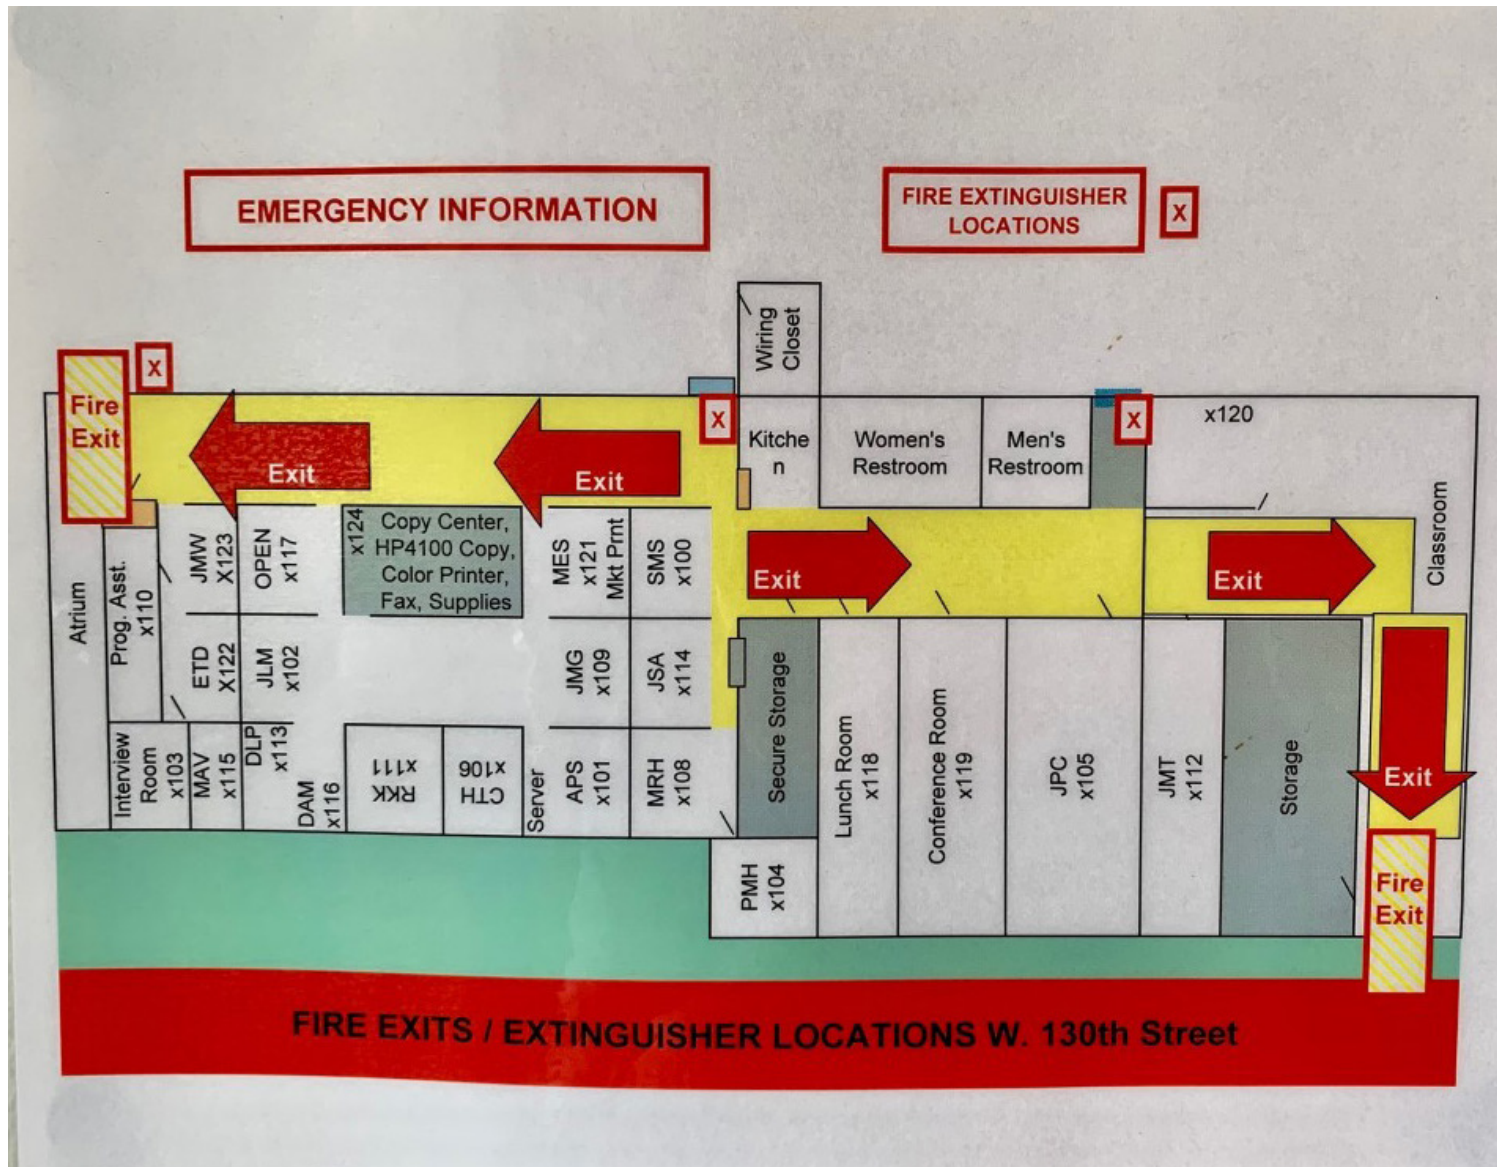 EMERGENCY INFORMATION
FIRE EXTINGUISHER
LOCATIONS
X
Wiring
Closet
X
Fire
Exit
Exit
Exit
X
Kitche
n
Women's
Restroom
Men's
Restroom
X
x120
Classroom
Atrium
Prog. Asst.
x110
JMW
X123
OPEN
x117
x124
Copy Center,
HP4100 Copy,
Color Printer,
Fax, Supplies
MES
x121
Mkt Prnt
SMS
x100
Exit
Exit
ETD
X122
JLM
x102
JMG
x109
JSA
x114
Interview
Room
x103
MAV
x115
DLP
x113
DAM
x116
RKK
x111
CTH
x106
Server
APS
x101
MRH
x108
Secure Storage
PMH
x104
Lunch Room
x118
Conference Room
x119
JPC
x105
JMT
x112
Storage
Exit
Fire
Exit
FIRE EXITS / EXTINGUISHER LOCATIONS W. 130th Street